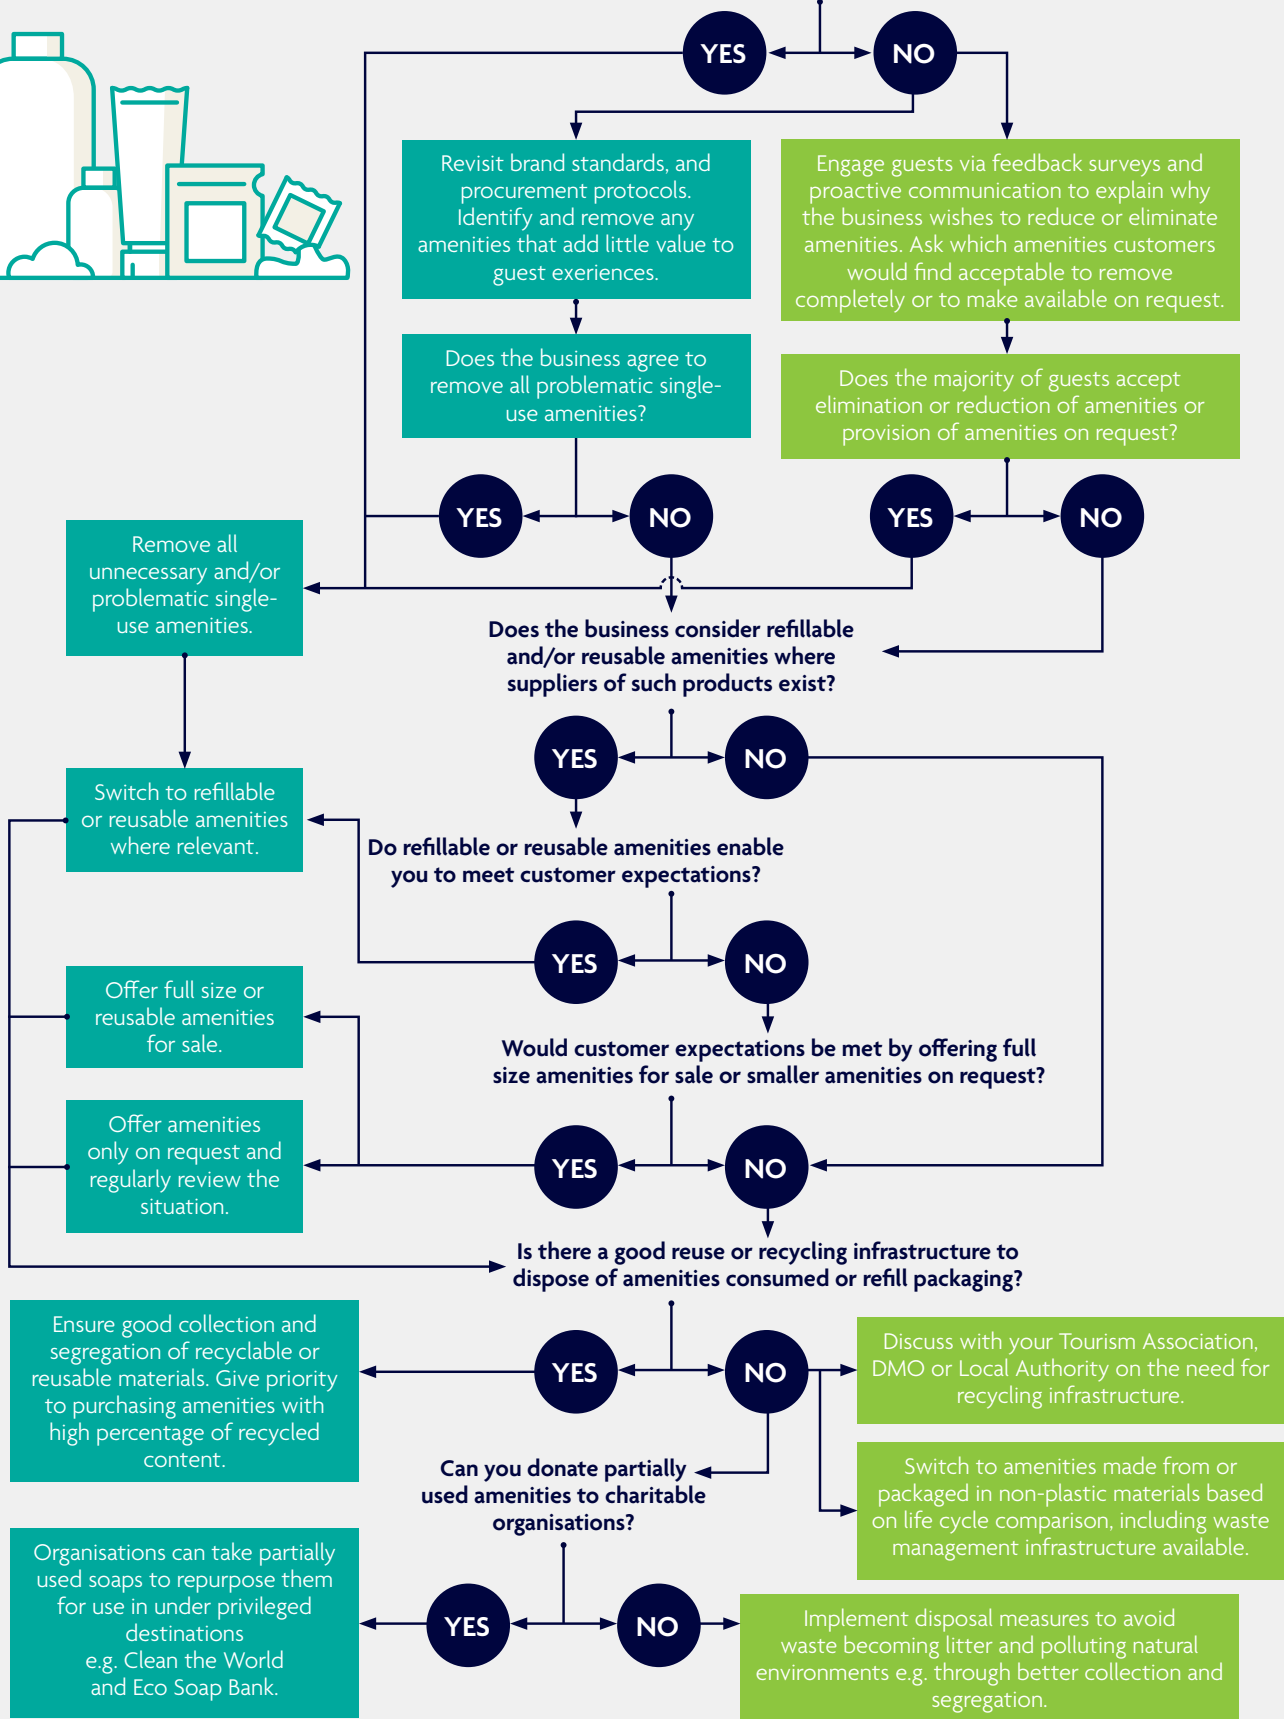 YES
NO
Revisit brand standards, and
procurement protocols.
Identify and remove any
amenities that add little value to
guest exeriences.
Engage guests via feedback surveys and
proactive communication to explain why
the business wishes to reduce or eliminate
amenities. Ask which amenities customers
would find acceptable to remove
completely or to make available on request.
Does the business agree to
remove all problematic single-
use amenities?
Does the majority of guests accept
elimination or reduction of amenities or
provision of amenities on request?
YES
NO
YES
NO
Remove all
unnecessary and/or
problematic single-
use amenities.
Does the business consider refillable
and/or reusable amenities where
suppliers of such products exist?
YES
NO
Switch to refillable
or reusable amenities
where relevant.
Do refillable or reusable amenities enable
you to meet customer expectations?
YES
NO
Offer full size or
reusable amenities
for sale.
Would customer expectations be met by offering full
size amenities for sale or smaller amenities on request?
Offer amenities
only on request and
regularly review the
situation.
YES
NO
Is there a good reuse or recycling infrastructure to
dispose of amenities consumed or refill packaging?
Ensure good collection and
segregation of recyclable or
reusable materials. Give priority
to purchasing amenities with
high percentage of recycled
content.
YES
NO
Discuss with your Tourism Association,
DMO or Local Authority on the need for
recycling infrastructure.
Switch to amenities made from or
packaged in non-plastic materials based
on life cycle comparison, including waste
management infrastructure available.
Can you donate partially
used amenities to charitable
organisations?
Organisations can take partially
used soaps to repurpose them
for use in under privileged
destinations
e.g. Clean the World
and Eco Soap Bank.
YES
NO
Implement disposal measures to avoid
waste becoming litter and polluting natural
environments e.g. through better collection and
segregation.